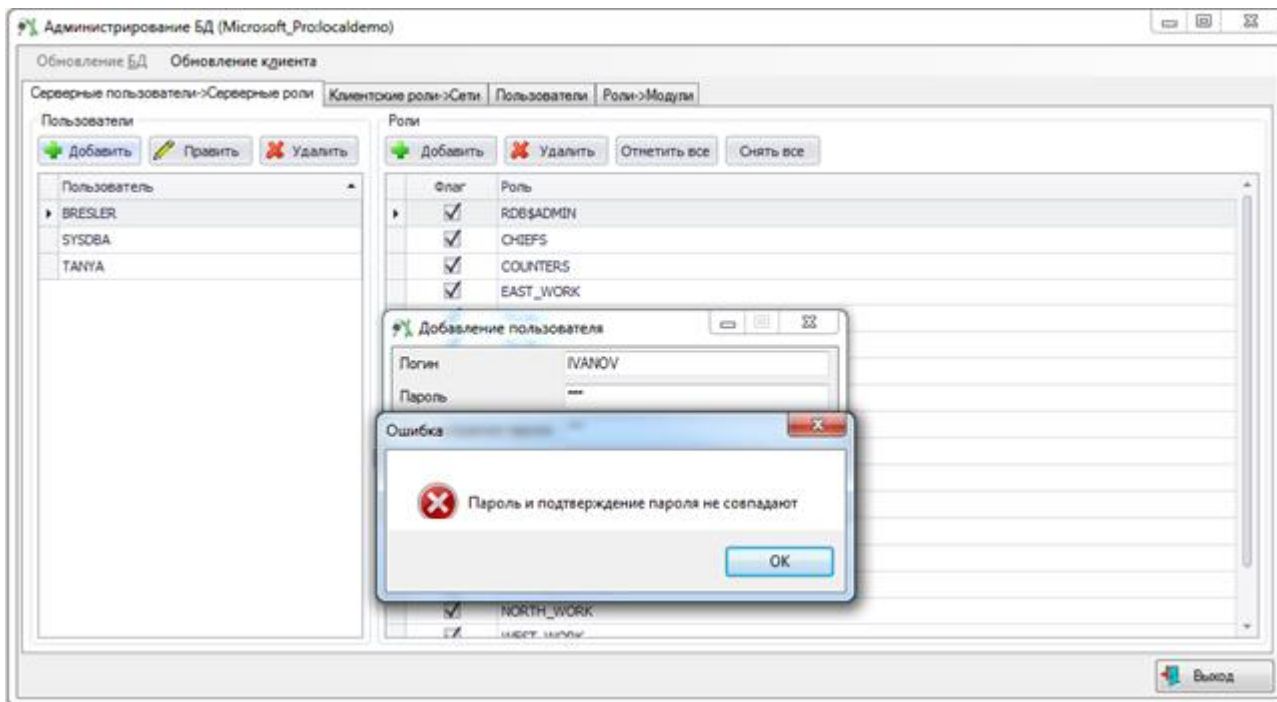 Администрирование БД (Microsoft_Pro:localdemo)
Обновление БД Обновление клиента
Серверные пользователи->Серверные роли Клиентские роли->Сети Пользователи Роли->Модули
Пользователи Роли
Добавить Править Удалить Добавить Удалить Отметить все Снять все
Пользователь Флаг Роль
BRESLER RDB$ADMIN
SYSDBA CHIEFS
TANYA COUNTERS
EAST_WORK
Добавление пользователя
Логин IVANOV
Пароль ***
Ошибка
Пароль и подтверждение пароля не совпадают
OK
NORTH_WORK
WEST_WORK
Выход